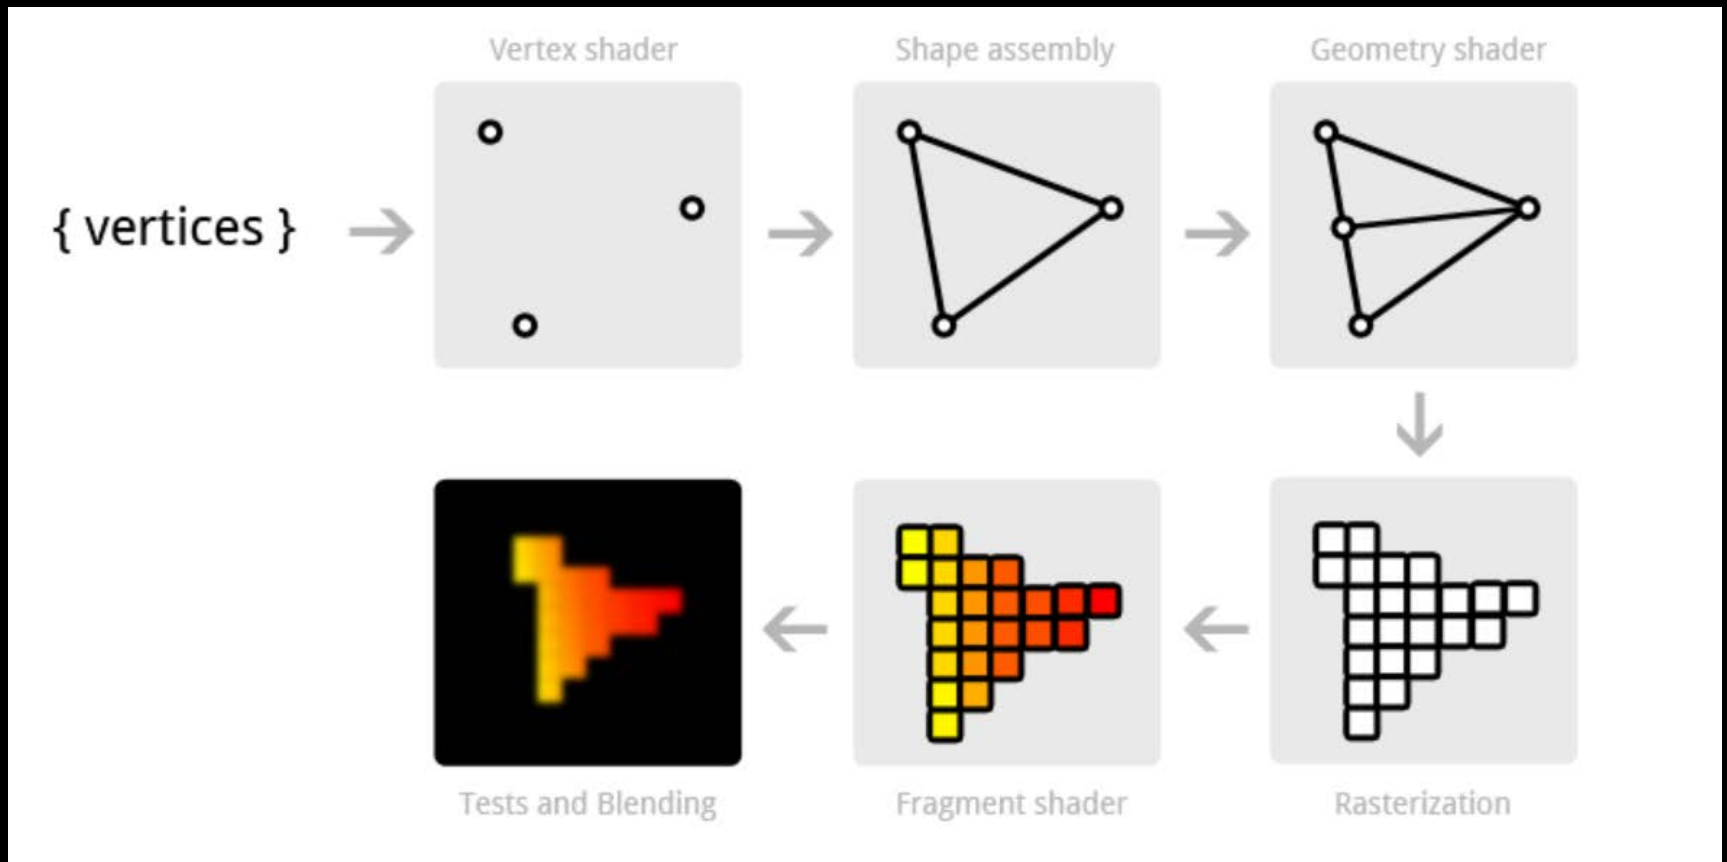 Vertex shader
Shape assembly
Geometry shader
{ vertices }
Tests and Blending
Fragment shader
Rasterization